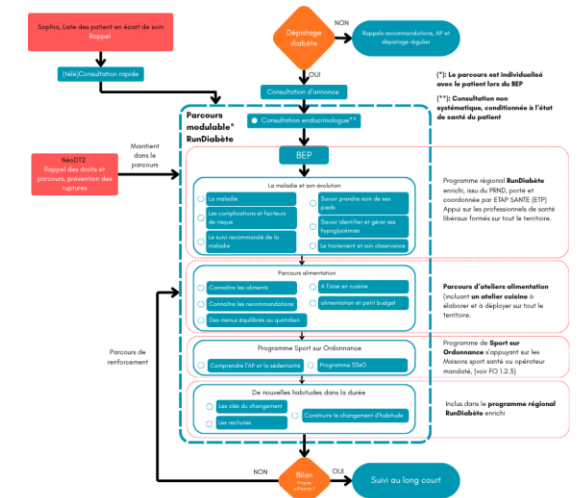 Sophia, Liste des patient en écart de soin
Rappel
(télé)Consultation rapide
Dépistage
diabète
NON
Rappels recommandations, AP et
dépistage régulier
OUI
Consultation d'annonce
(*): Le parcours est individualisé
avec le patient lors du BEP
(**): Consultation non
systématique, conditionnée à l'état
de santé du patient
Parcours
modulable*
RunDiabète
Consultation endocrinologue**
BEP
NéoDT2
Rappel des droits et
parcours, prévention des
ruptures
Maintient
dans le
parcours
La maladie et son évolution
La maladie
Les complications et facteurs
de risque
Le suivi recommandé de la
maladie
Savoir prendre soin de ses
pieds
Savoir identifier et gérer ses
hypoglycémies
Le traitement et son observance
Programme régional RunDiabète
enrichi, issu du PRND, porté et
coordonnée par ETAP SANTE (ETP)
Appui sur les professionnels de santé
libéraux formés sur tout le territoire.
Parcours alimentation
Connaître les aliments
Connaître les recommandations
Des menus équilibrés au quotidien
A l'aise en cuisine
alimentation et petit budget
Parcours d'ateliers alimentation
(incluant un atelier cuisine à
élaborer et à déployer sur tout le
territoire.
Parcours de
renforcement
Programme Sport sur Ordonnance
Comprendre l'AP et la sédentarité
Programme SSsO
Programme de Sport sur
Ordonnance s'appuyant sur les
Maisons sport santé ou opérateur
mandaté, (voir FO 1.2.5)
De nouvelles habitudes dans la durée
Les clés du changement
Les rechutes
Construire le changement d'habitude
Inclus dans le programme régional
RunDiabète enrichi
NON
Bilan
OUI
Suivi au long court